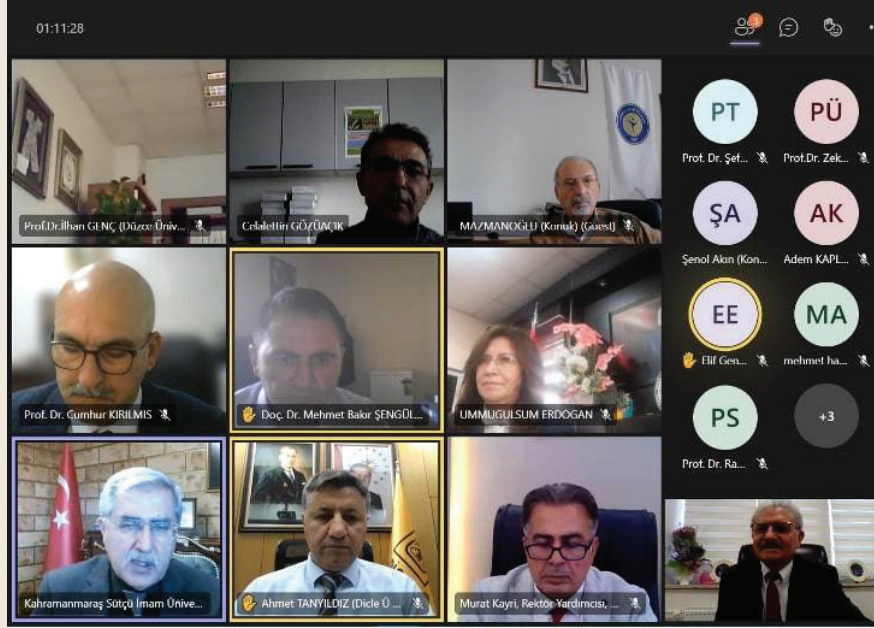 01:11:28
3
Prof.Dr.İlhan GENÇ (Düzce Üniv...
Celalettin GÖZÜAÇIK
MAZMANOĞLU (Konuk) (Guest)
PT
PÜ
Prof. Dr. Şef...
Prof.Dr. Zek...
ŞA
AK
Şenol Akın (Kon...
Adem KAPL...
Prof. Dr. Cumhur KIRILMIS
Doç. Dr. Mehmet Bakır ŞENGÜL...
UMMUGULSUM ERDOGAN
EE
MA
Elif Gen...
mehmet ha...
PS
+3
Prof. Dr. Ra...
Kahramanmaraş Sütçü İmam Ünive...
Ahmet TANYILDIZ (Dicle Ü ...
Murat Kayri, Rektör Yardımcısı, ...